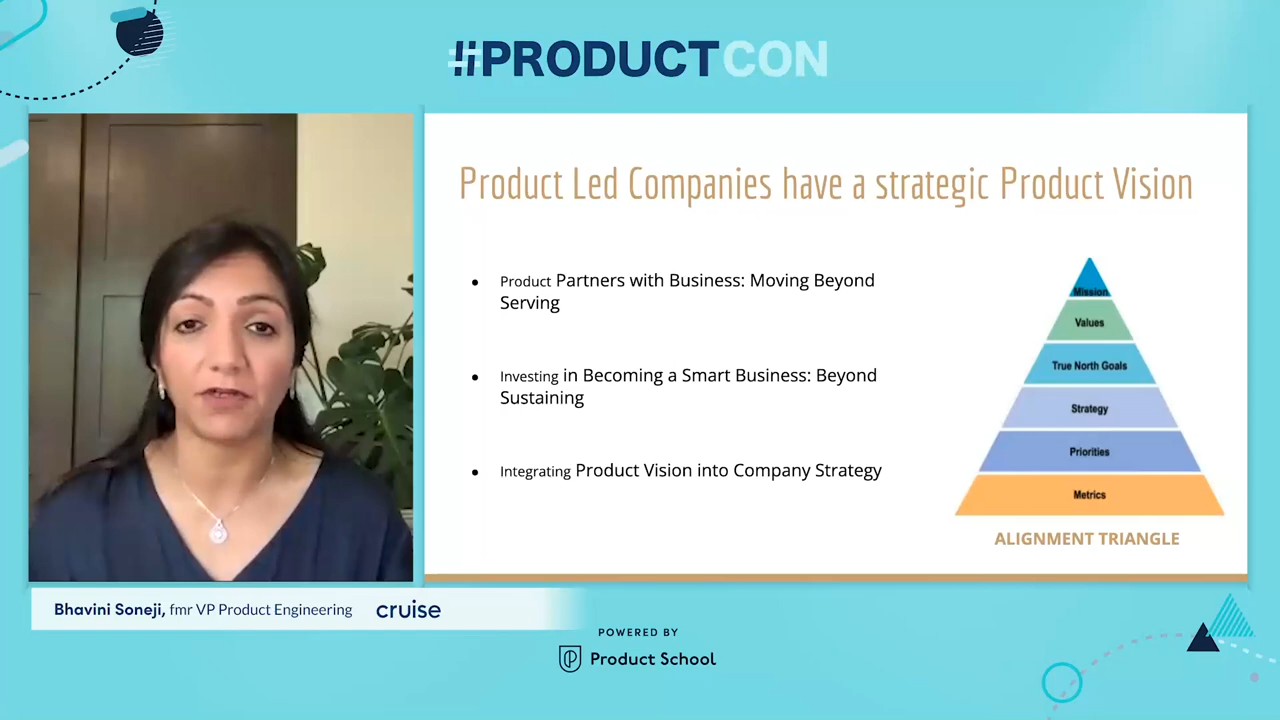 #PRODUCTCON
Product Led Companies have a strategic Product Vision
• Product Partners with Business: Moving Beyond
Serving
• Investing in Becoming a Smart Business: Beyond
Sustaining
• Integrating Product Vision into Company Strategy
Mission
Values
True North Goals
Strategy
Priorities
Metrics
ALIGNMENT TRIANGLE
Bhavini Soneji, fmr VP Product Engineering cruise
POWERED BY
Product School